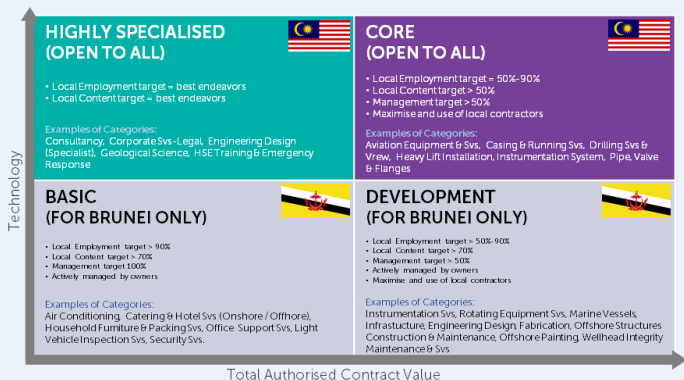 HIGHLY SPECIALISED
(OPEN TO ALL)
• Local Employment target = best endeavors
• Local Content target = best endeavors
Examples of Categories:
Consultancy, Corporate Svs-Legal, Engineering Design
(Specialist), Geological Science, HSE Training & Emergency
Response
CORE
(OPEN TO ALL)
• Local Employment target = 50%-90%
• Local Content target > 50%
• Management target >50%
• Maximise and use of local contractors
Examples of Categories:
Aviation Equipment & Svs, Casing & Running Svs, Drilling Svs &
Vrew, Heavy Lift Installation, Instrumentation System, Pipe, Valve
& Flanges
BASIC
(FOR BRUNEI ONLY)
• Local Employment target > 90%
• Local Content target > 70%
• Management target 100%
• Actively managed by owners
Examples of Categories:
Air Conditioning, Catering & Hotel Svs (Onshore / Offhore),
Household Furniture & Packing Svs, Office Support Svs, Light
Vehicle Inspection Svs, Security Svs.
DEVELOPMENT
(FOR BRUNEI ONLY)
• Local Employment target > 50%-90%
• Local Content target > 70%
• Management target > 50%
• Actively managed by owners
• Maximise and use of local contractors
Examples of Categories:
Instrumentation Svs, Rotating Equipment Svs, Marine Vessels,
Infrastucture, Engineering Design, Fabrication, Offshore Structures
Construction & Maintenance, Offshore Painting, Wellhead Integrity
Maintenance & Svs
Technology
Total Authorised Contract Value